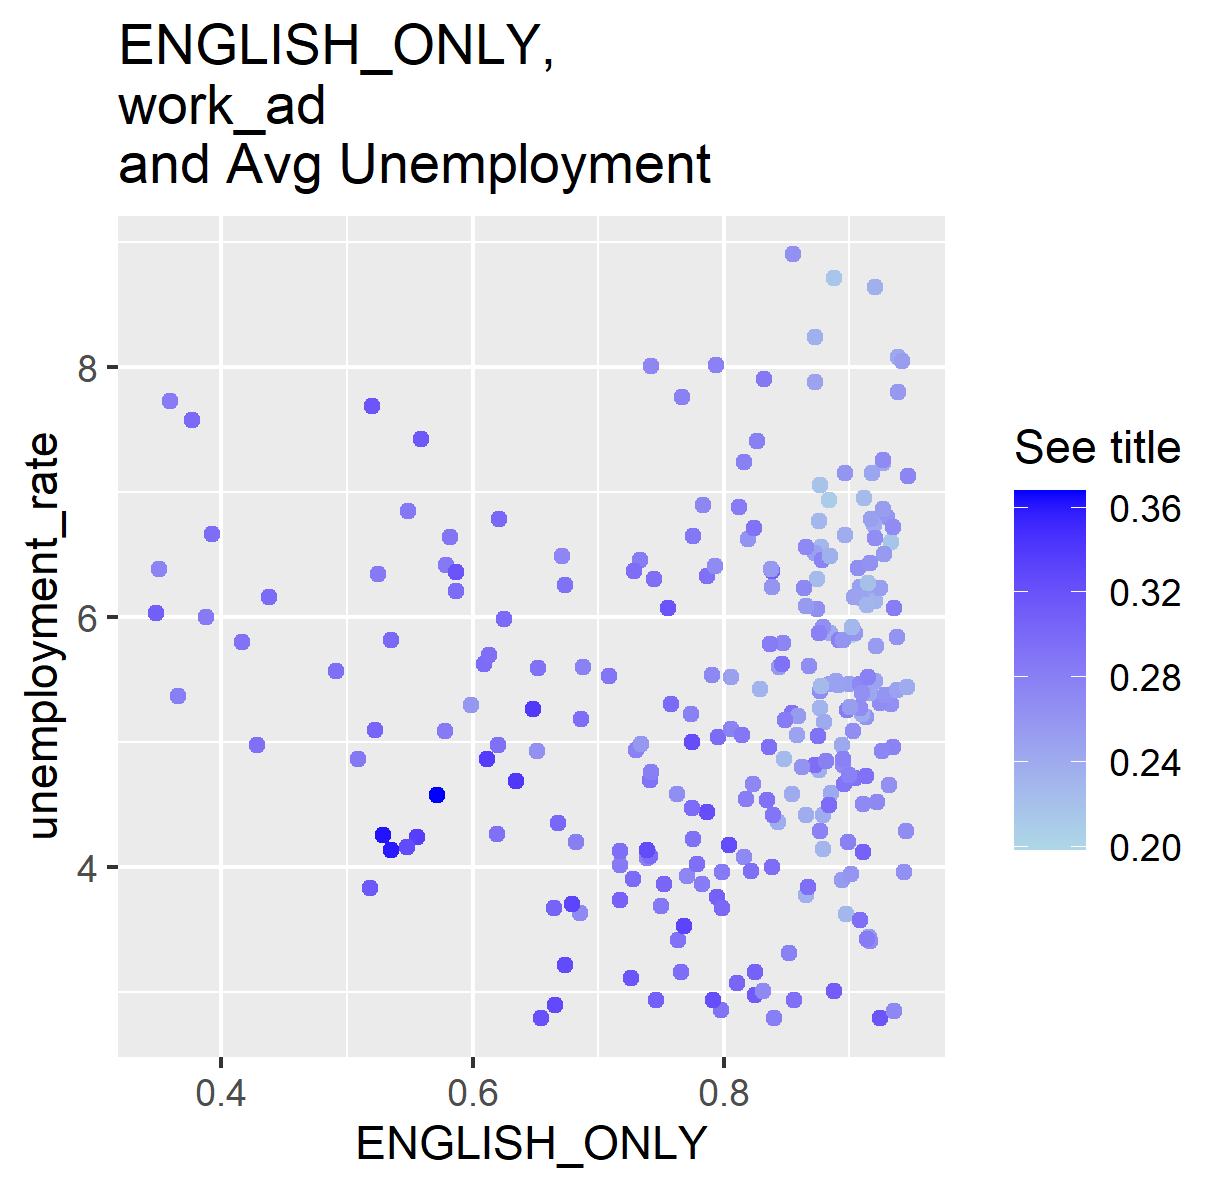 ENGLISH_ONLY,
work_ad
and Avg Unemployment
unemployment_rate
8
6
4
0.4
0.6
0.8
ENGLISH_ONLY
See title
0.36
0.32
0.28
0.24
0.20